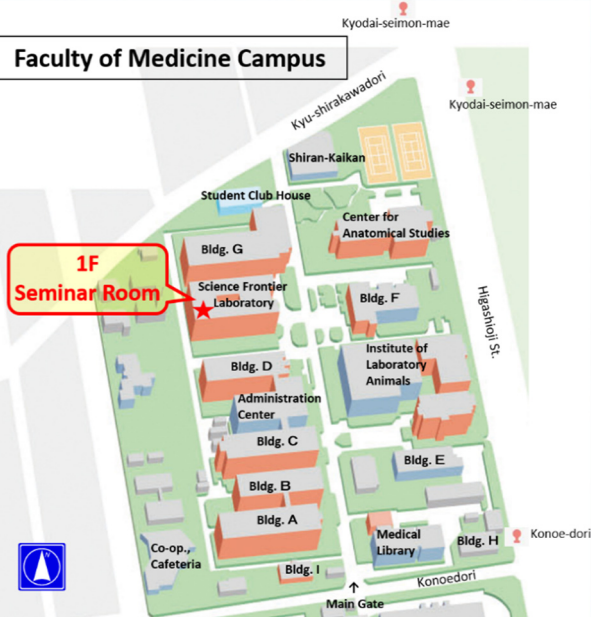 Kyodai-seimon-mae
Faculty of Medicine Campus
Kyu-shirakawadori
Kyodai-seimon-mae
Shiran-Kaikan
Student Club House
Center for
Anatomical Studies
Bldg. G
1F
Seminar Room
Science Frontier
Laboratory
Bldg. F
Higashioji St.
Institute of
Laboratory
Animals
Bldg. D
Administration
Center
Bldg. C
Bldg. E
Bldg. B
Bldg. A
Medical
Library
Bldg. H
Konoe-dori
Co-op.,
Cafeteria
Bldg. I
Konoedori
Main Gate
N